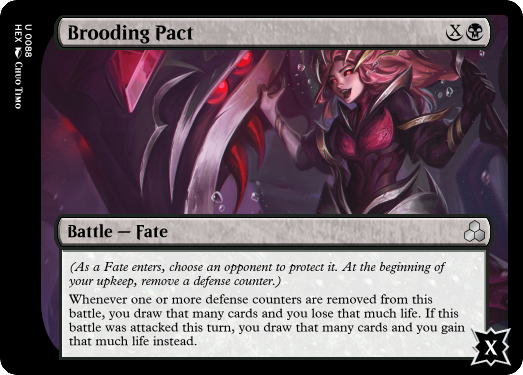 Brooding Pact
X
U 0088
HEX Chuo Timo
Battle — Fate
(As a Fate enters, choose an opponent to protect it. At the beginning of
your upkeep, remove a defense counter.)
Whenever one or more defense counters are removed from this
battle, you draw that many cards and you lose that much life. If this
battle was attacked this turn, you draw that many cards and you gain
that much life instead.
X